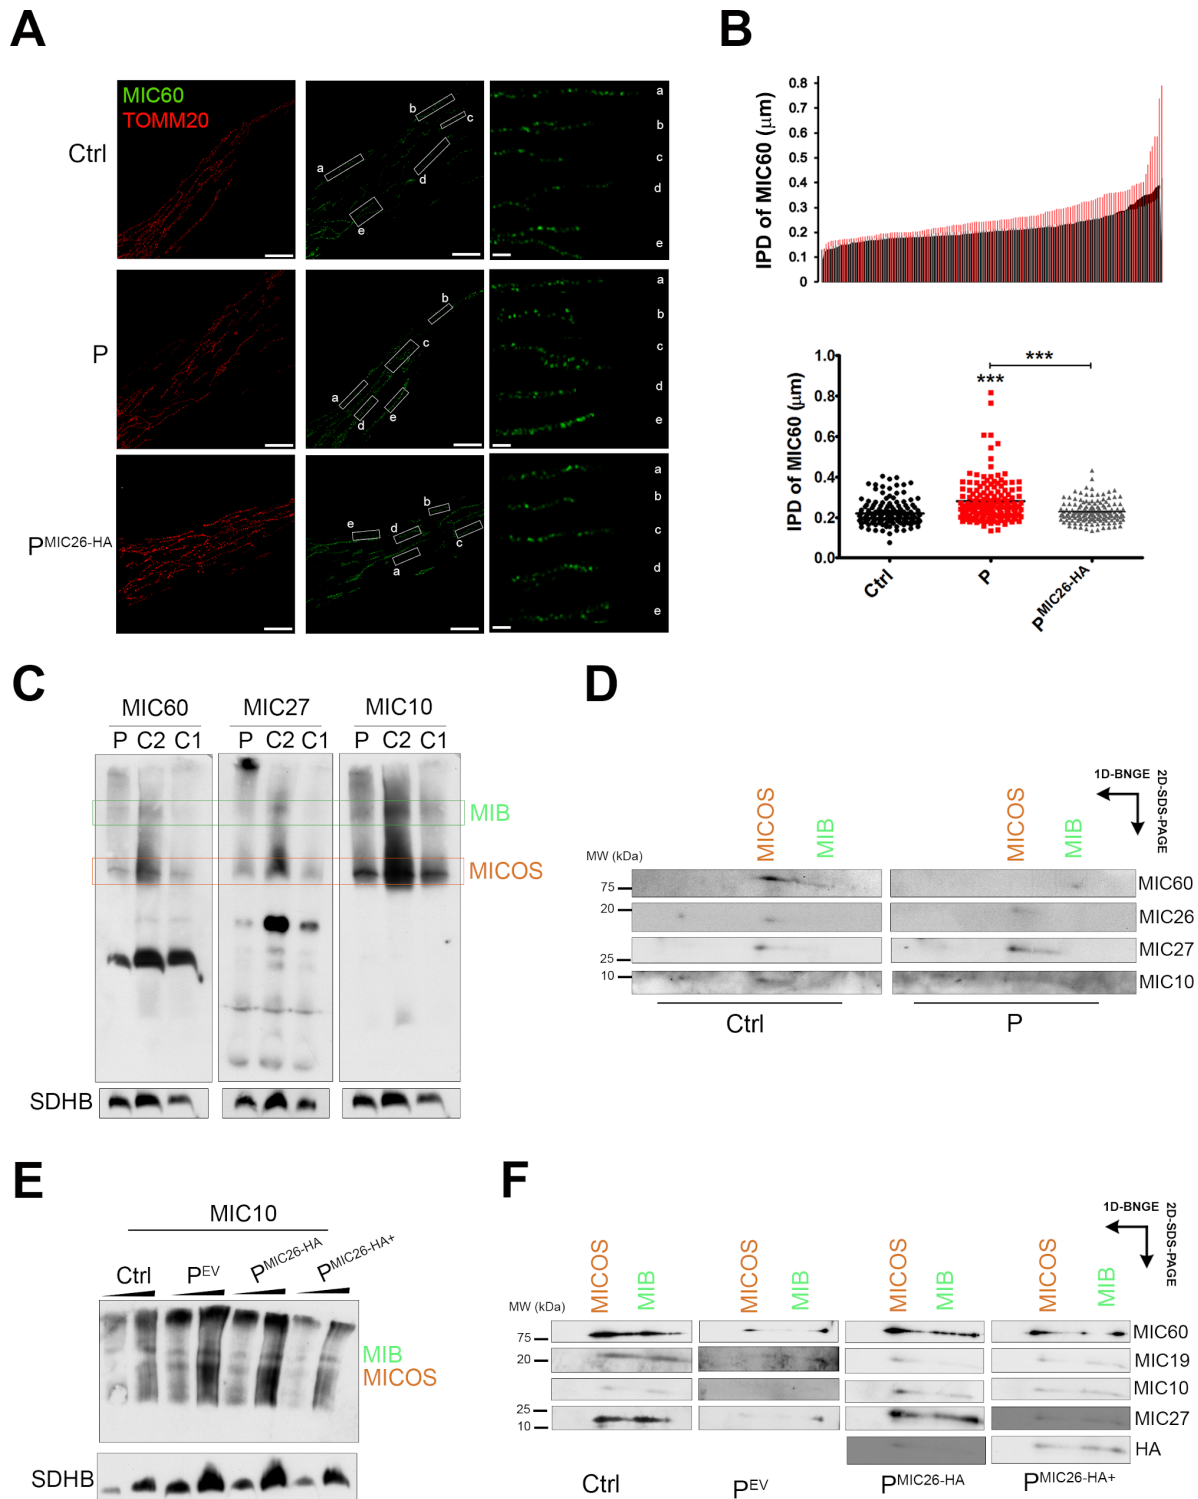 A
MIC60
TOMM20
Ctrl
a
b
c
d
e
a
b
c
d
e
P
a
b
c
d
e
a
b
c
d
e
PMIC26-HA
a
b
c
d
e
a
b
c
d
e
B
IPD of MIC60 (μm)
0.8
0.7
0.6
0.5
0.4
0.3
0.2
0.1
0
IPD of MIC60 (μm)
1.0
0.8
0.6
0.4
0.2
0.0
***
***
Ctrl
P
PMIC26-HA
C
MIC60 MIC27 MIC10
P C2 C1 P C2 C1 P C2 C1
MIB
MICOS
SDHB
D
1D-BNGE
2D-SDS-PAGE
MICOS MIB MICOS MIB
MW (kDa)
75
20
25
10
MIC60
MIC26
MIC27
MIC10
Ctrl P
E
MIC10
Ctrl PEV PMIC26-HA PMIC26-HA+
MIB
MICOS
SDHB
F
1D-BNGE
2D-SDS-PAGE
MICOS MIB MICOS MIB MICOS MIB MICOS MIB
MW (kDa)
75
20
25
10
MIC60
MIC19
MIC10
MIC27
HA
Ctrl PEV PMIC26-HA PMIC26-HA+